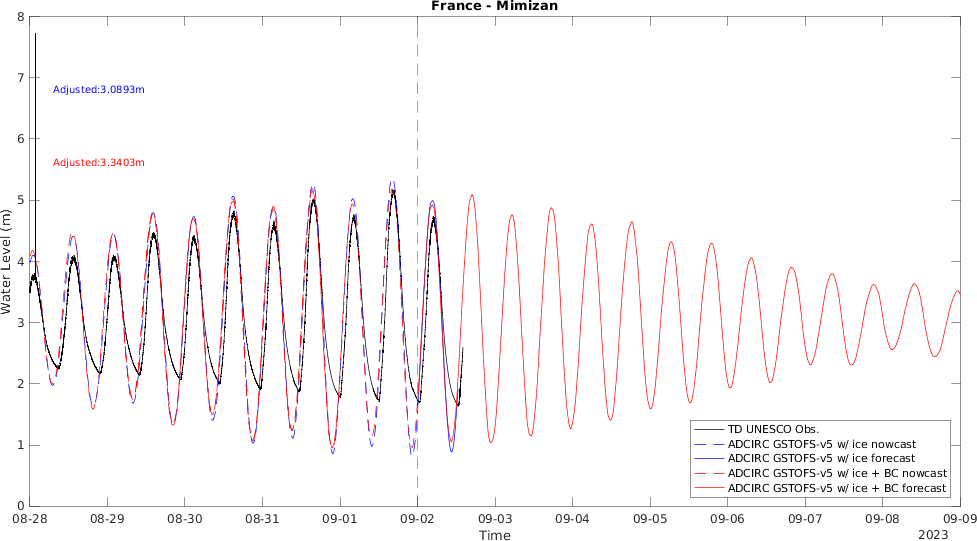 France - Mimizan
8
7
6
5
4
3
2
1
0
Water Level (m)
Adjusted:3.0893m
Adjusted:3.3403m
TD UNESCO Obs.
ADCIRC GSTOFS-v5 w/ ice nowcast
ADCIRC GSTOFS-v5 w/ ice forecast
ADCIRC GSTOFS-v5 w/ ice + BC nowcast
ADCIRC GSTOFS-v5 w/ ice + BC forecast
08-28 08-29 08-30 08-31 09-01 09-02 09-03 09-04 09-05 09-06 09-07 09-08 09-09
Time
2023